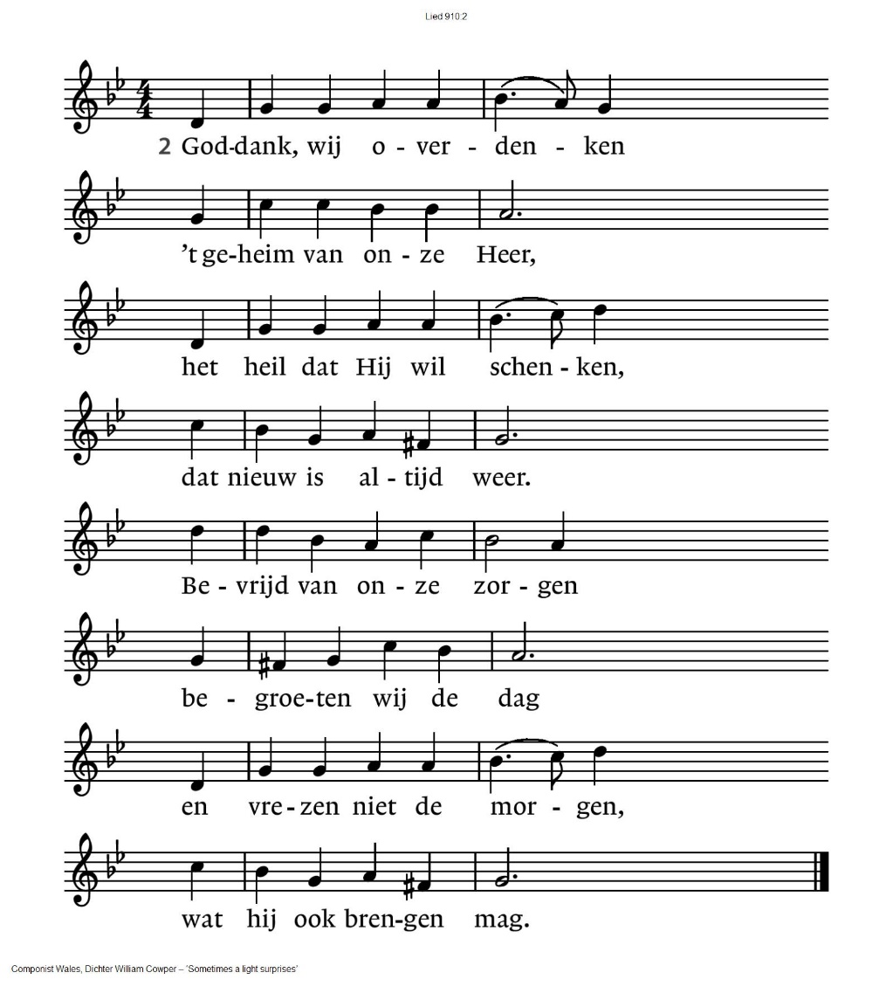 Lied 910:2
4
4
2 God-dank, wij o - ver - den - ken
’t ge-heim van on - ze Heer,
het heil dat Hij wil schen - ken,
dat nieuw is al - tijd weer.
Be - vrijd van on - ze zor - gen
be - groe-ten wij de dag
en vre - zen niet de mor - gen,
wat hij ook bren-gen mag.
Componist Wales, Dichter William Cowper – ‘Sometimes a light surprises’